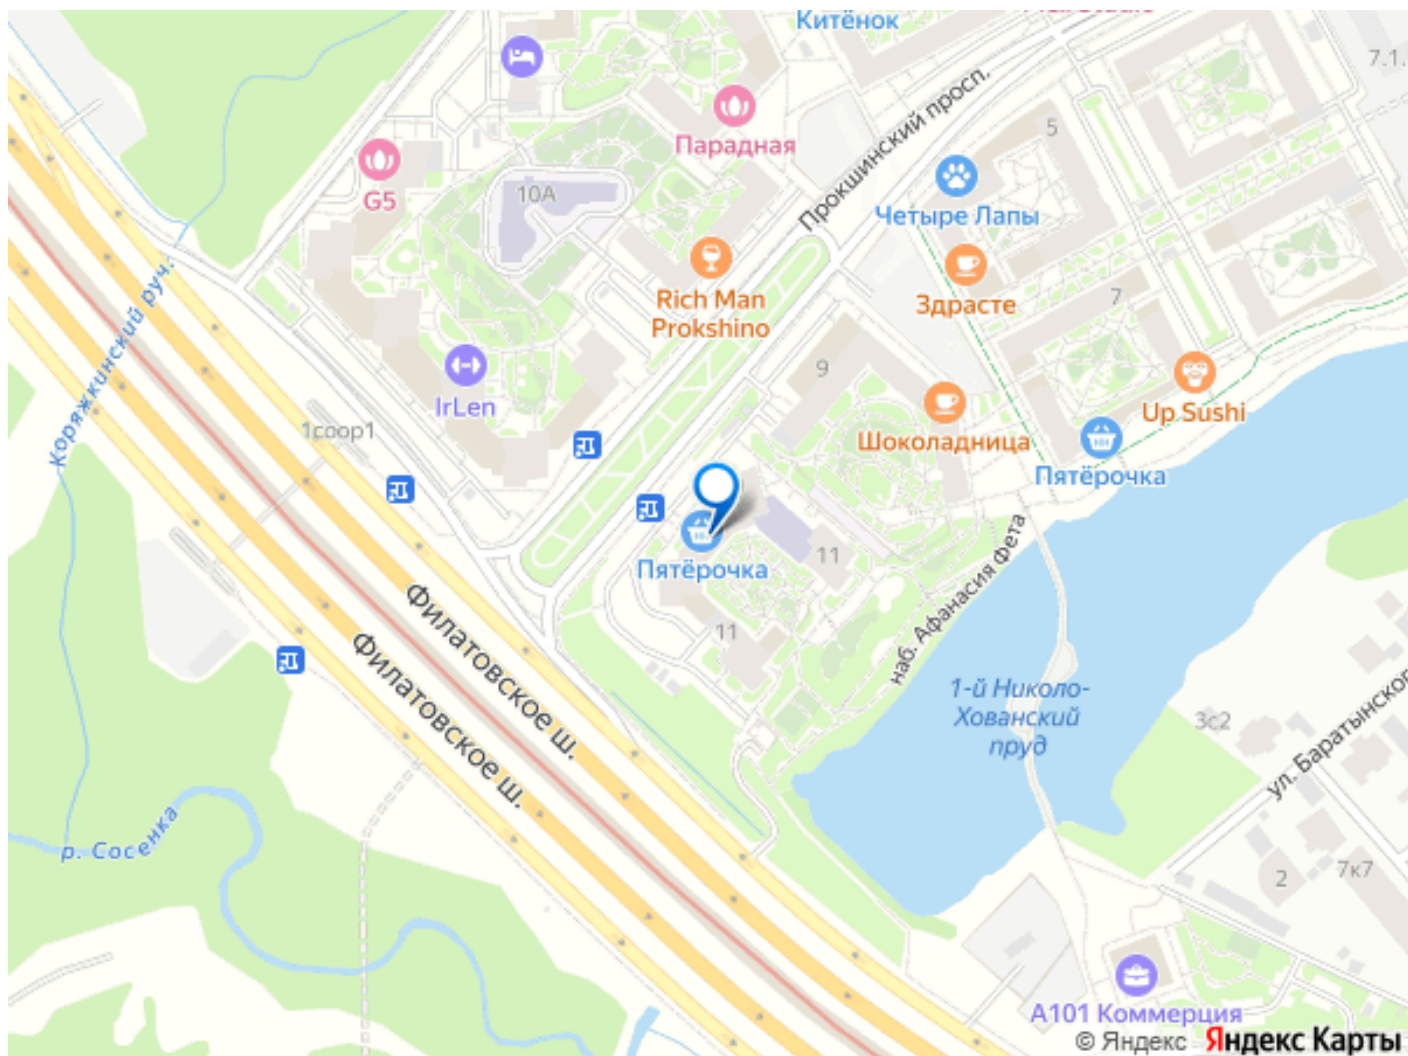 Китёнок
7.1.
5
Парадная
Прокшинский просп.
G5
10А
Четыре Лапы
Rich Man
Prokshino
Здрасте
7
Коряжкинский руч.
9
IrLen
Up Sushi
1соор1
Шоколадница
Пятёрочка
Пятёрочка
11
наб. Афанасия Фета
11
Филатовское ш.
Филатовское ш.
1-й Николо-
Хованский
пруд
3с2
ул. Баратынского
р. Сосенка
2
7к7
А101 Коммерция
© Яндекс Яндекс Карты